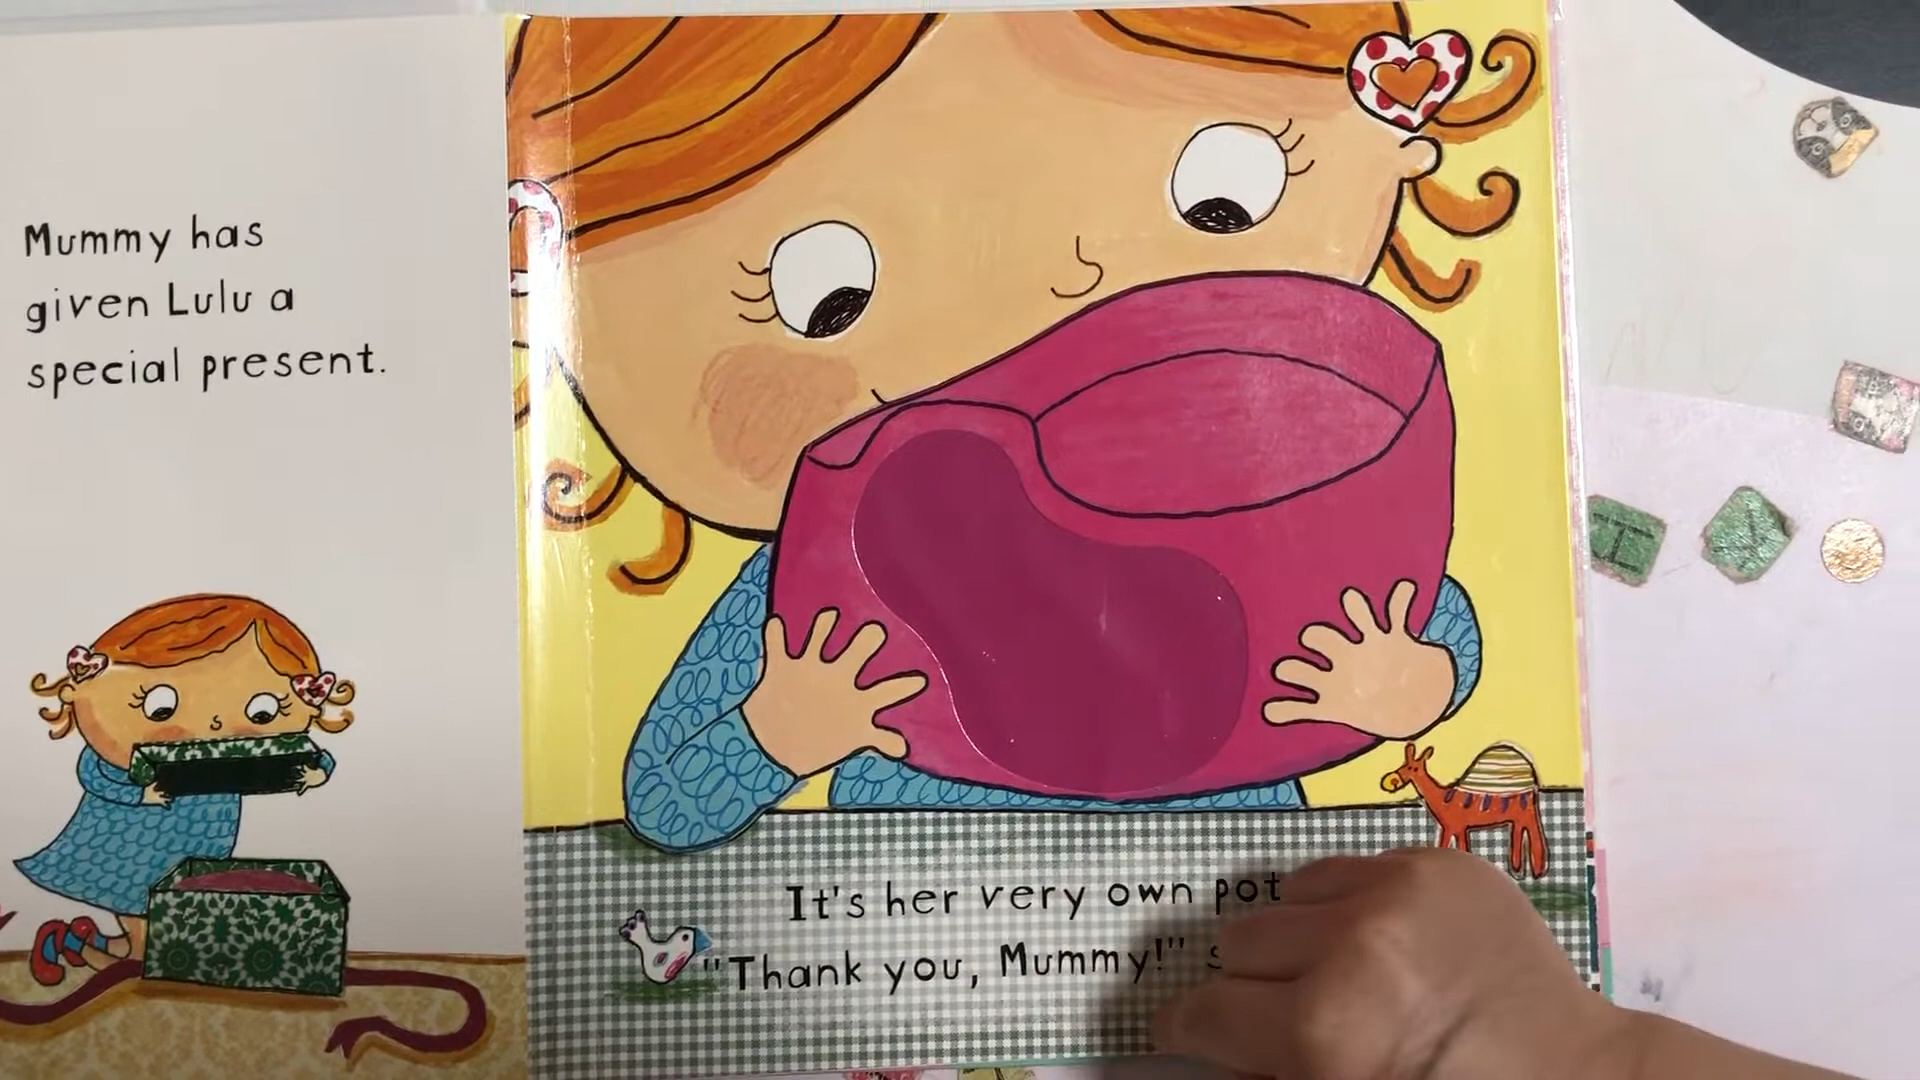 Mummy has
given Lulu a
special present.
It's her very own pot
"Thank you, Mummy!" s